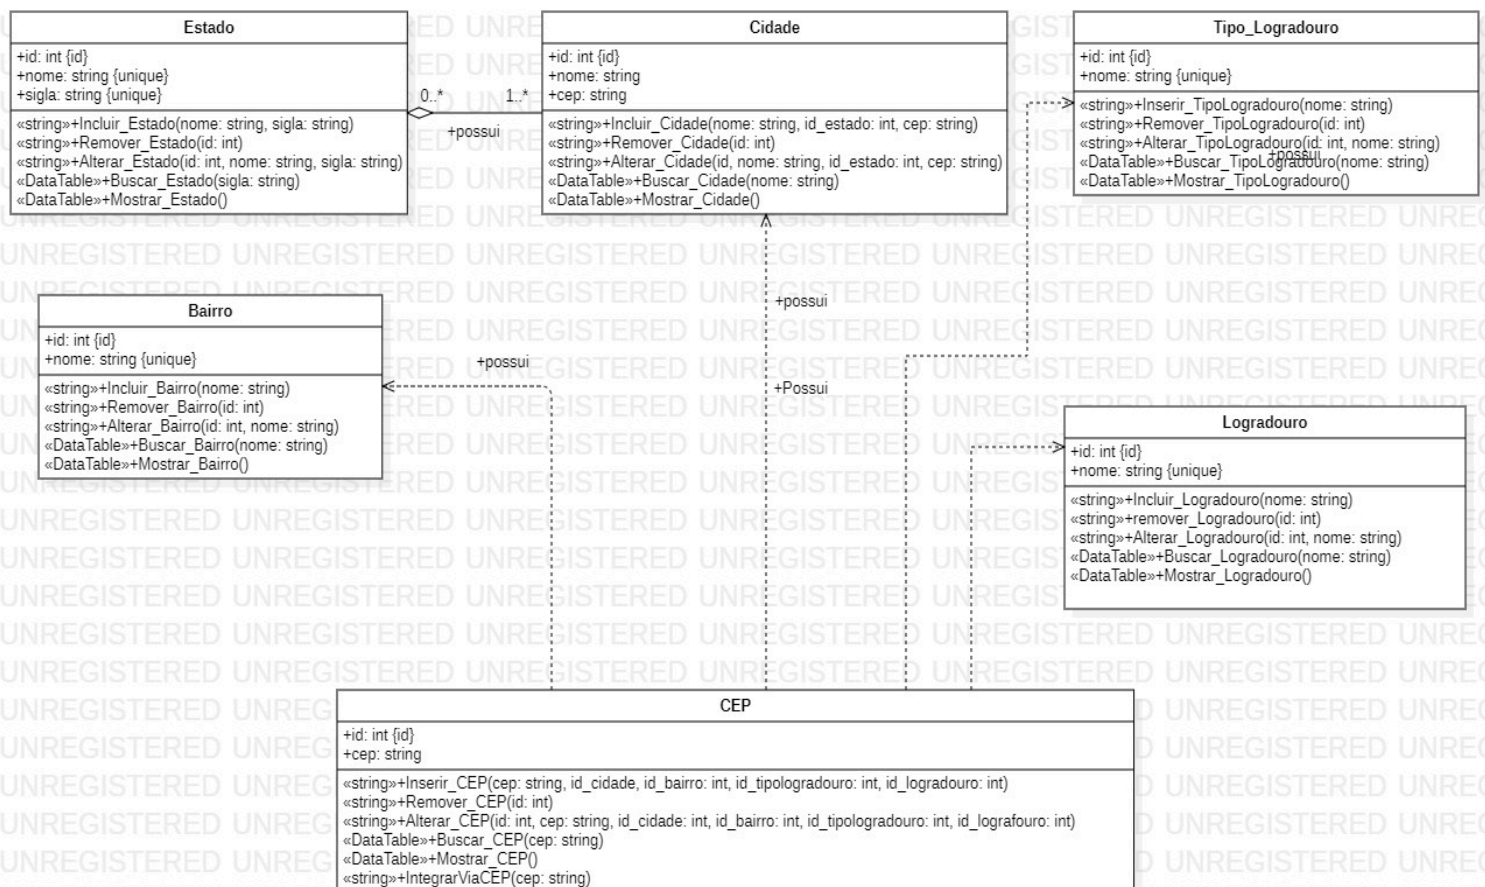 Estado
+id: int {id}
+nome: string {unique}
+sigla: string {unique}
«string»+Incluir_Estado(nome: string, sigla: string)
«string»+Remover_Estado(id: int)
«string»+Alterar_Estado(id: int, nome: string, sigla: string)
«DataTable»+Buscar_Estado(sigla: string)
«DataTable»+Mostrar_Estado()
0..*
1..*
+possui
Cidade
+id: int {id}
+nome: string
+cep: string
«string»+Incluir_Cidade(nome: string, id_estado: int, cep: string)
«string»+Remover_Cidade(id: int)
«string»+Alterar_Cidade(id, nome: string, id_estado: int, cep: string)
«DataTable»+Buscar_Cidade(nome: string)
«DataTable»+Mostrar_Cidade()
Tipo_Logradouro
+id: int {id}
+nome: string {unique}
«string»+Inserir_TipoLogradouro(nome: string)
«string»+Remover_TipoLogradouro(id: int)
«string»+Alterar_TipoLogradouro(id: int, nome: string)
+possui
«DataTable»+Buscar_TipoLogradouro(nome: string)
«DataTable»+Mostrar_TipoLogradouro()
Bairro
+id: int {id}
+nome: string {unique}
«string»+Incluir_Bairro(nome: string)
«string»+Remover_Bairro(id: int)
«string»+Alterar_Bairro(id: int, nome: string)
«DataTable»+Buscar_Bairro(nome: string)
«DataTable»+Mostrar_Bairro()
+possui
+possui
+Possui
Logradouro
+id: int {id}
+nome: string {unique}
«string»+Incluir_Logradouro(nome: string)
«string»+remover_Logradouro(id: int)
«string»+Alterar_Logradouro(id: int, nome: string)
«DataTable»+Buscar_Logradouro(nome: string)
«DataTable»+Mostrar_Logradouro()
CEP
+id: int {id}
+cep: string
«string»+Inserir_CEP(cep: string, id_cidade, id_bairro: int, id_tipologradouro: int, id_logradouro: int)
«string»+Remover_CEP(id: int)
«string»+Alterar_CEP(id: int, cep: string, id_cidade: int, id_bairro: int, id_tipologradouro: int, id_lografouro: int)
«DataTable»+Buscar_CEP(cep: string)
«DataTable»+Mostrar_CEP()
«string»+IntegrarViaCEP(cep: string)
UNREGISTERED